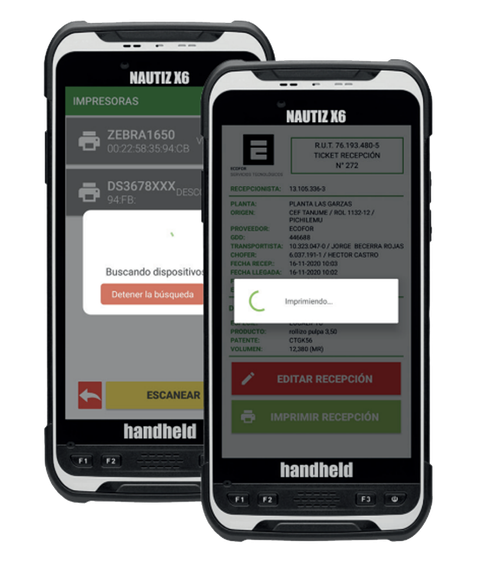 NAUTIZ X6
IMPRESORAS
ZEBRA1650
00:22:58:35:94:CB
DS3678XXX
94:FB:
Buscando dispositivos
Detener la búsqueda
ESCANEAR
handheld
F1 F2
NAUTIZ X6
ECOFOR
R.U.T. 76.193.480-5
TICKET RECEPCIÓN
N° 272
RECEPCIONISTA: 13.105.336-3
PLANTA: PLANTA LAS GARZAS
ORIGEN: CEF TANUME / ROL 1132-12 /
PICHILEMU
PROVEEDOR: ECOFOR
GDD: 446688
TRANSPORTISTA: 10.323.047-0 / JORGE BECERRA ROJAS
CHOFER: 6.037.191-1 / HECTOR CASTRO
FECHA RECEP: 16-11-2020 10:03
FECHA LLEGADA: 16-11-2020 10:02
Imprimiendo...
PRODUCTO: rollizo pulpa 3,50
PATENTE: CTGK56
VOLUMEN: 12,380 (MR)
EDITAR RECEPCIÓN
IMPRIMIR RECEPCIÓN
handheld
F1 F2 F3